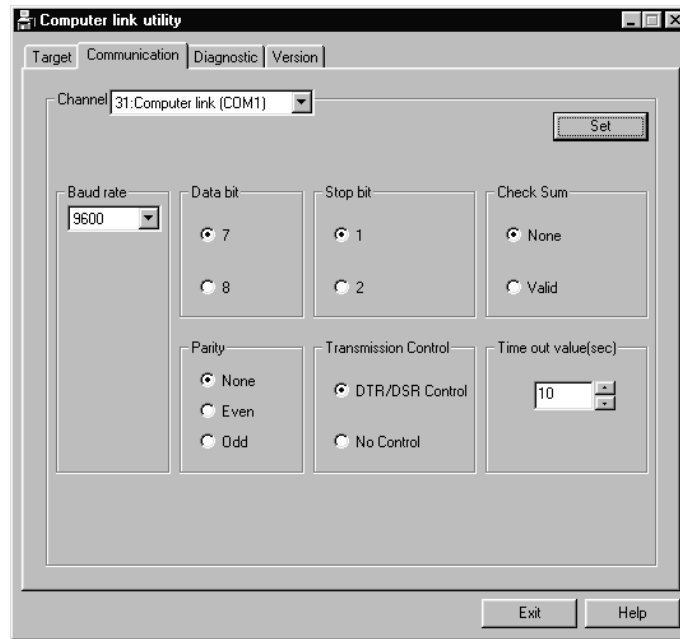 Computer link utility
Target Communication Diagnostic Version
Channel 31:Computer link (COM1)
Set
Baud rate Data bit Stop bit Check Sum
9600 7 1 None
8 2 Valid
Parity Transmission Control Time out value(sec)
None DTR/DSR Control 10
Even
Odd No Control
Exit Help